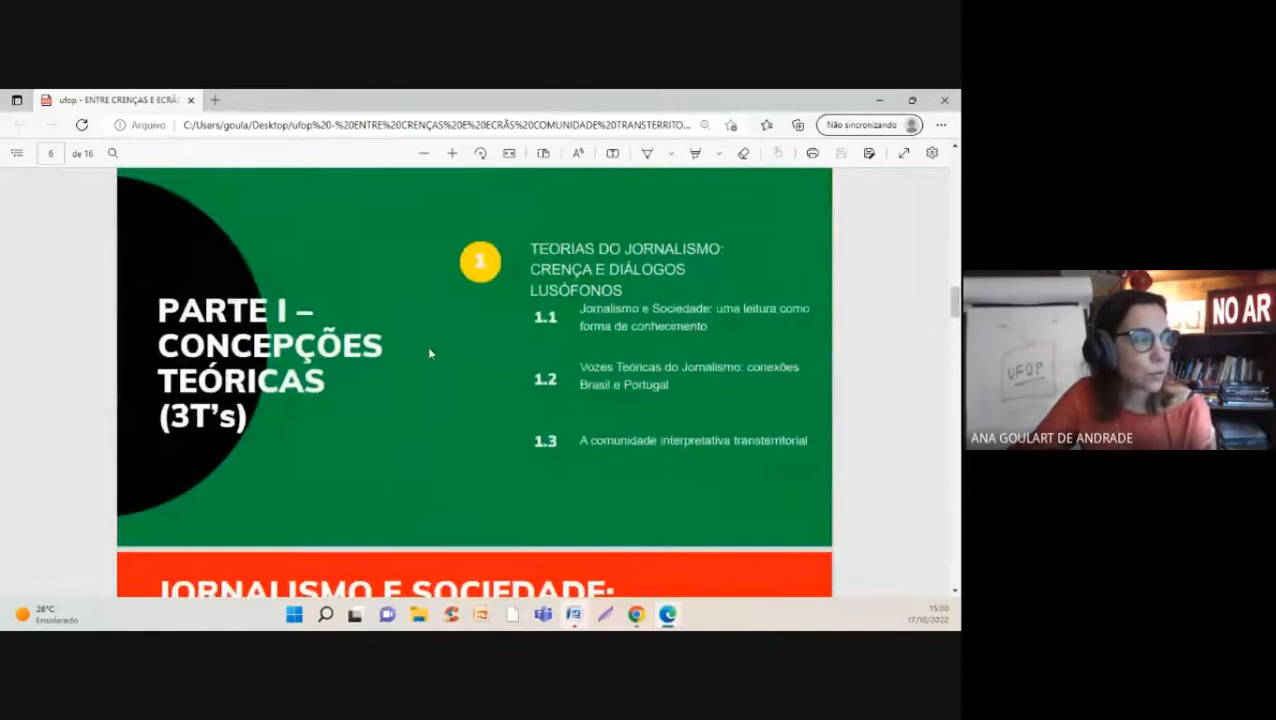 ufop - ENTRE CRENÇAS E ECRÃ
Arquivo
C:/Users/goula/Desktop/ufop%20-%20ENTRE%20CRENÇAS%20E%20ECRÃS%20COMUNIDADE%20TRANSTERRITO...
Não sincronizando
6
de 16
1
TEORIAS DO JORNALISMO:
CRENÇA E DIÁLOGOS
LUSÓFONOS
1.1
Jornalismo e Sociedade: uma leitura como
forma de conhecimento
PARTE I –
CONCEPÇÕES
TEÓRICAS
(3T's)
1.2
Vozes Teóricas do Jornalismo: conexões
Brasil e Portugal
1.3
A comunidade interpretativa transterritorial
JORNALISMO E SOCIEDADE:
26°C
Ensolarado
15:00
17/10/2022
NO AR
UFOP
ANA GOULART DE ANDRADE